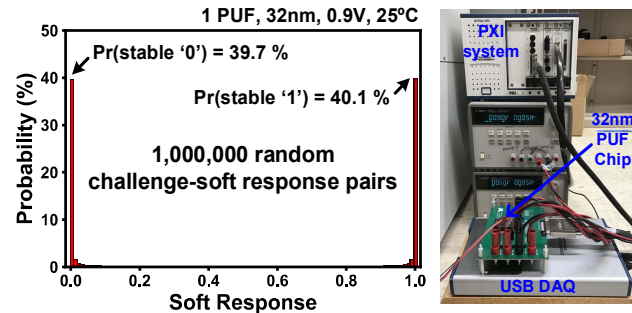 1 PUF, 32nm, 0.9V, 25ºC
Probability (%)
50
40
30
20
10
0
Pr(stable ‘0’) = 39.7 %
Pr(stable ‘1’) = 40.1 %
1,000,000 random
challenge-soft response pairs
0.0
0.2
0.4
0.6
0.8
1.0
Soft Response
PXI
system
32nm
PUF
Chip
USB DAQ